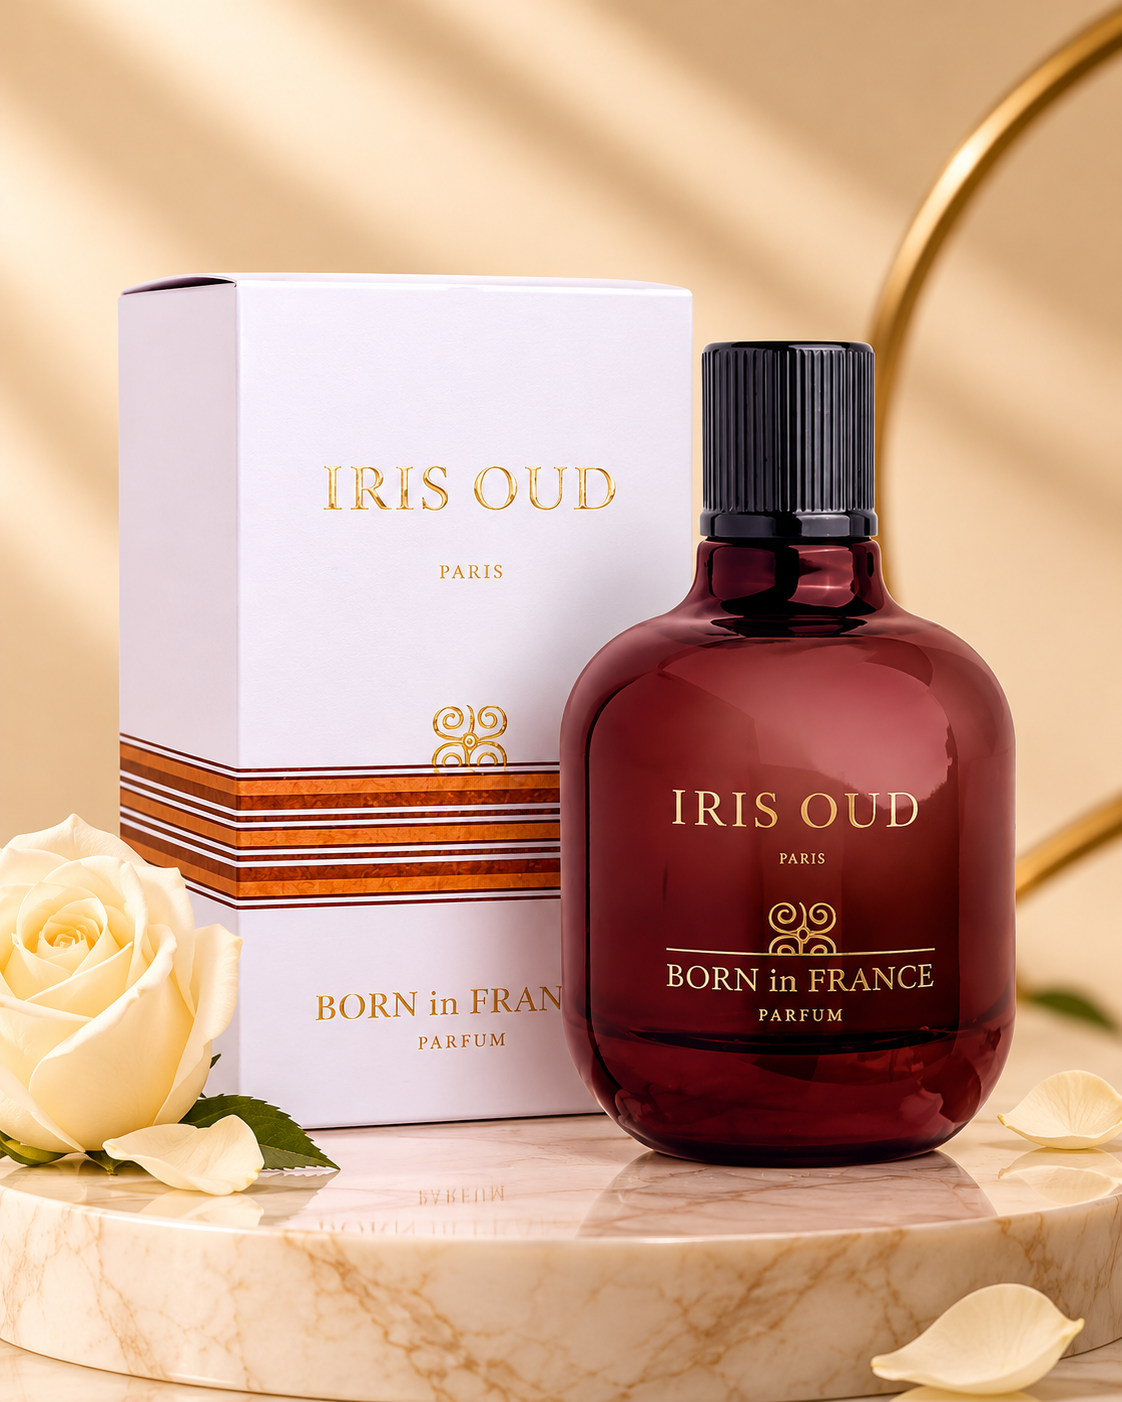 IRIS OUD
PARIS
BORN in FRAN
PARFUM
IRIS OUD
PARIS
BORN in FRANCE
PARFUM